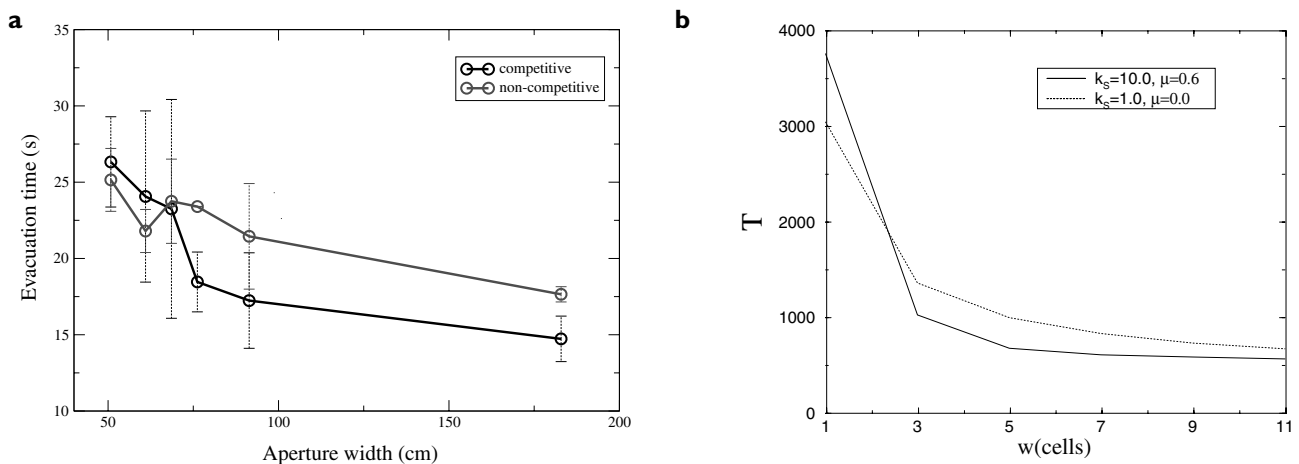 a
35
30
25
20
15
10
Evacuation time (s)
50
100
150
200
Aperture width (cm)
competitive
non-competitive
b
4000
3000
2000
1000
0
T
1
3
5
7
9
11
w(cells)
kS=10.0, μ=0.6
kS=1.0, μ=0.0